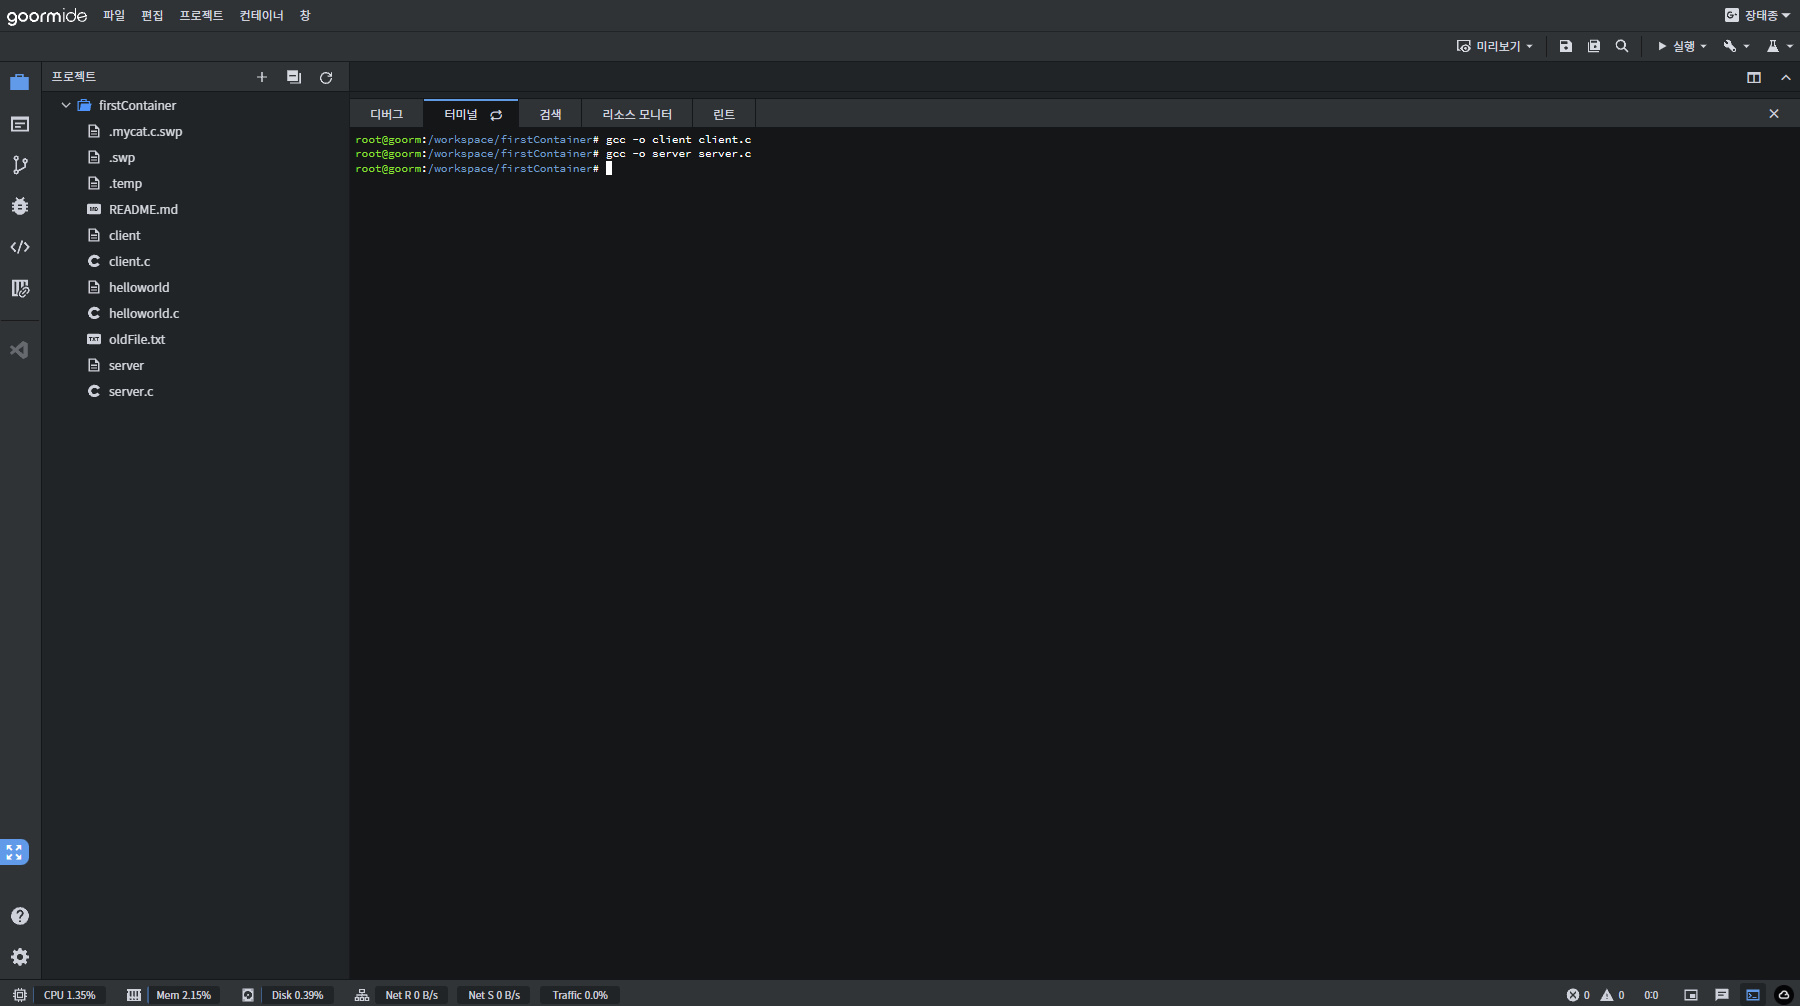 goormide 파일 편집 프로젝트 컨테이너 창 G+ 장태종
미리보기 실행
프로젝트
firstContainer
.mycat.c.swp
.swp
.temp
README.md
client
client.c
helloworld
helloworld.c
oldFile.txt
server
server.c
디버그 터미널 검색 리소스 모니터 린트
root@goorm:/workspace/firstContainer# gcc -o client client.c
root@goorm:/workspace/firstContainer# gcc -o server server.c
root@goorm:/workspace/firstContainer#
CPU 1.35% Mem 2.15% Disk 0.39% Net R 0 B/s Net S 0 B/s Traffic 0.0% 0 0 0:0